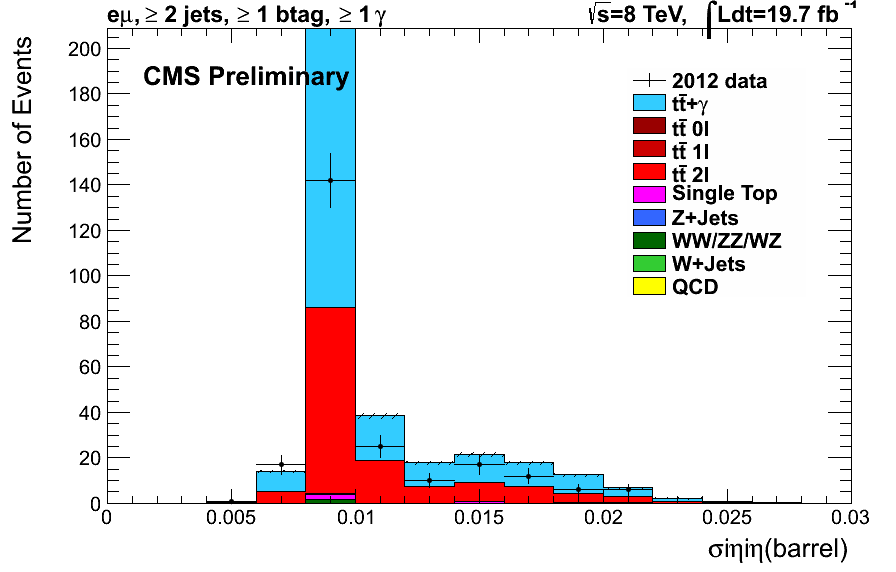 eμ, ≥ 2 jets, ≥ 1 btag, ≥ 1 γ
√s=8 TeV, ∫Ldt=19.7 fb⁻¹
CMS Preliminary
Number of Events
200
180
160
140
120
100
80
60
40
20
0
2012 data
tt̄+γ
tt̄ 0l
tt̄ 1l
tt̄ 2l
Single Top
Z+Jets
WW/ZZ/WZ
W+Jets
QCD
0 0.005 0.01 0.015 0.02 0.025 0.03
σiηiη(barrel)